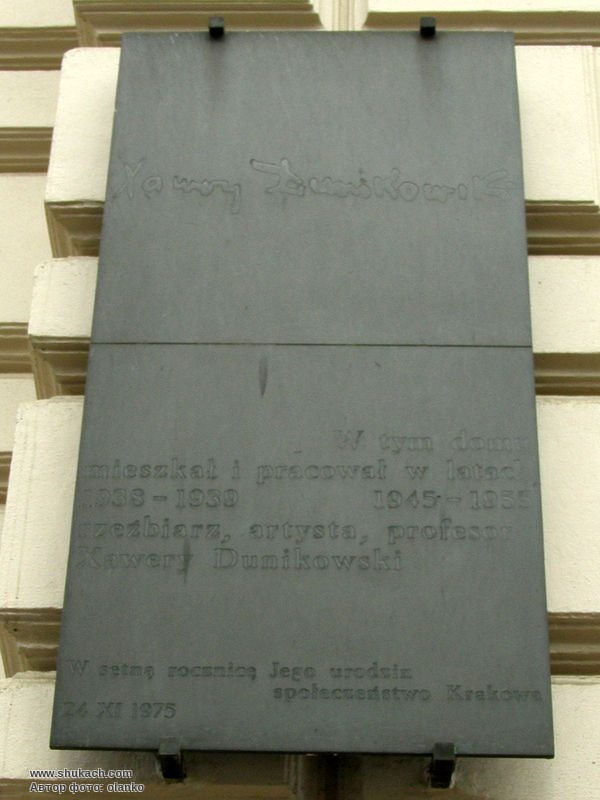 Xawery Dunikowski
W tym domu
mieszkał i pracował w latach
1938 - 1939 1945 - 1955
rzeźbiarz, artysta, profesor
Xawery Dunikowski
W setną rocznicę Jego urodzin
społeczeństwo Krakowa
24 XI 1975
www.shukach.com
Автор фото: olanko